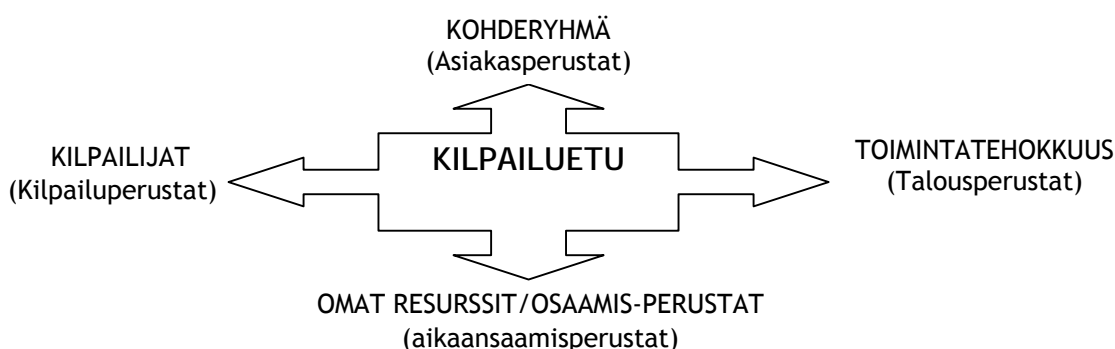 KOHDERYHMÄ
(Asiakasperustat)
KILPAILIJAT
(Kilpailuperustat)
KILPAILUETU
TOIMINTATEHOKKUUS
(Talousperustat)
OMAT RESURSSIT/OSAAMIS-PERUSTAT
(aikaansaamisperustat)